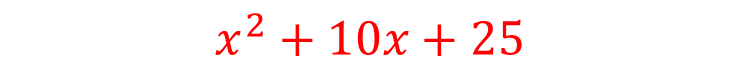 x² + 10x + 25